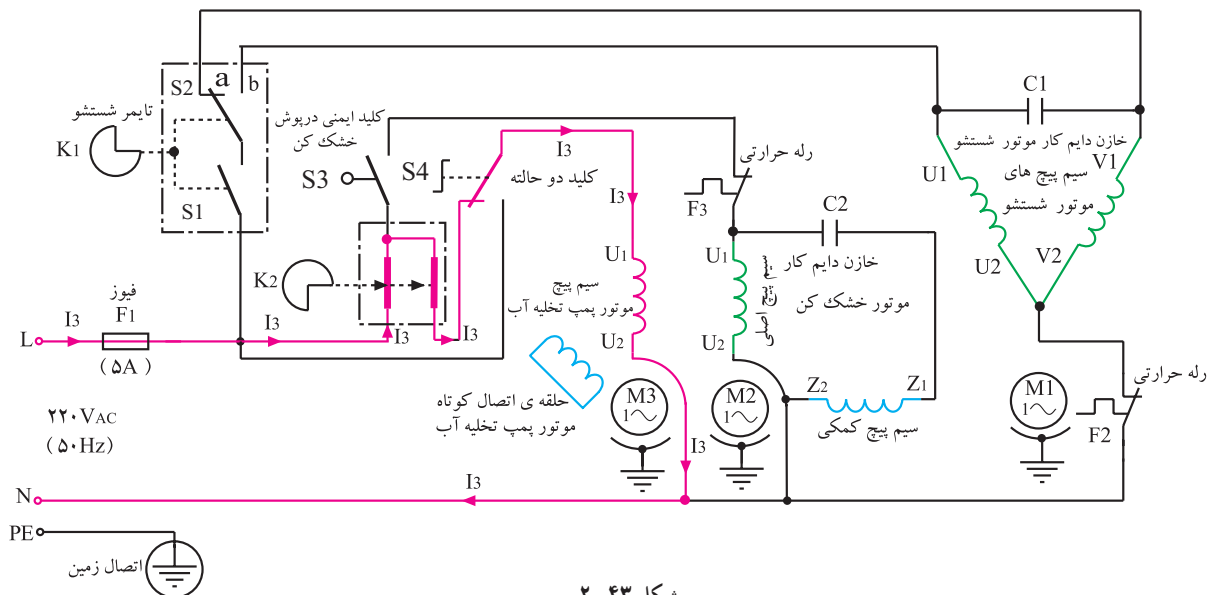 a
b
S2
تایمر شستشو
K1
S1
کلید ایمنی درپوش
خشک کن
S3
S4
کلید دو حالته
I3
I3
رله حرارتی
F3
C1
خازن دایم کار موتور شستشو
سیم پیچ های
موتور شستشو
U1
V1
U2
V2
K2
فیوز
F1
(۵A)
L
I3
I3
I3
I3
U1
سیم پیچ
موتور پمپ تخلیه آب
U2
U1
سیم پیچ اصلی
U2
C2
خازن دایم کار
موتور خشک کن
Z2
Z1
سیم پیچ کمکی
حلقه ی اتصال کوتاه
موتور پمپ تخلیه آب
M3
1~
M2
1~
M1
1~
رله حرارتی
F2
۲۲۰VAC
(۵۰Hz)
I3
N
I3
PE
اتصال زمین